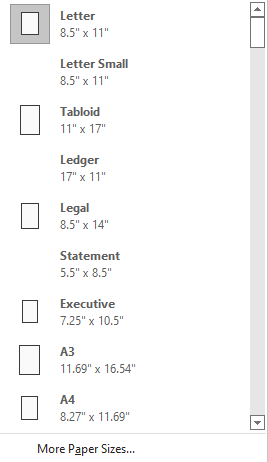 Letter
8.5" x 11"
Letter Small
8.5" x 11"
Tabloid
11" x 17"
Ledger
17" x 11"
Legal
8.5" x 14"
Statement
5.5" x 8.5"
Executive
7.25" x 10.5"
A3
11.69" x 16.54"
A4
8.27" x 11.69"
More Paper Sizes...